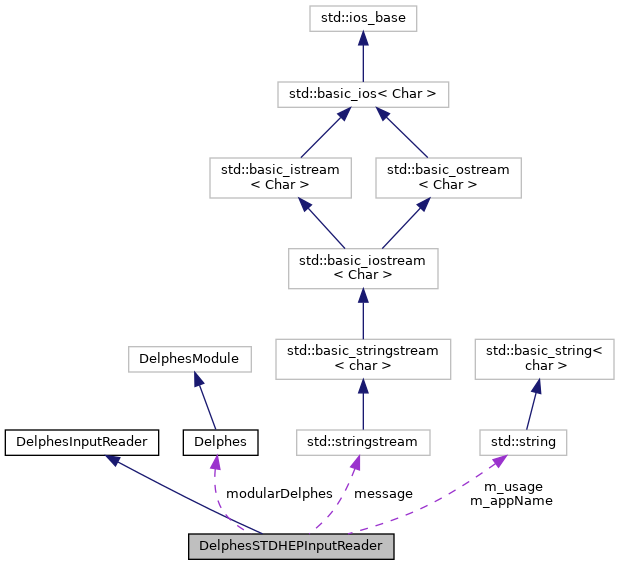 std::ios_base
std::basic_ios< Char >
std::basic_istream
< Char >
std::basic_ostream
< Char >
std::basic_iostream
< Char >
std::basic_stringstream
< char >
std::basic_string<
char >
DelphesModule
DelphesInputReader
Delphes
std::stringstream
std::string
modularDelphes
message
m_usage
m_appName
DelphesSTDHEPInputReader